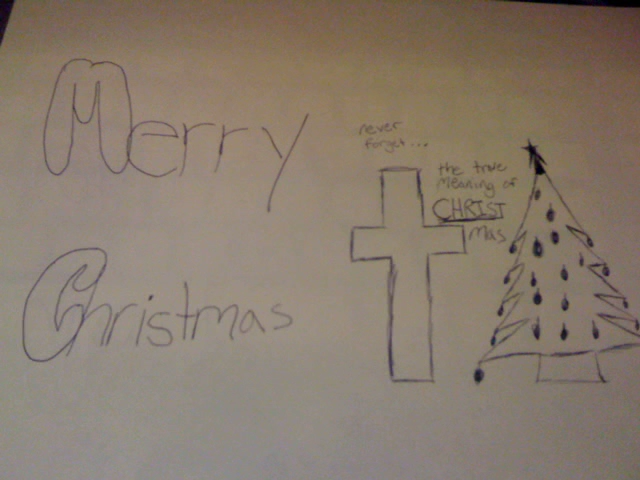 Merry
Christmas
never
forget...
the true
meaning of
CHRIST
mas